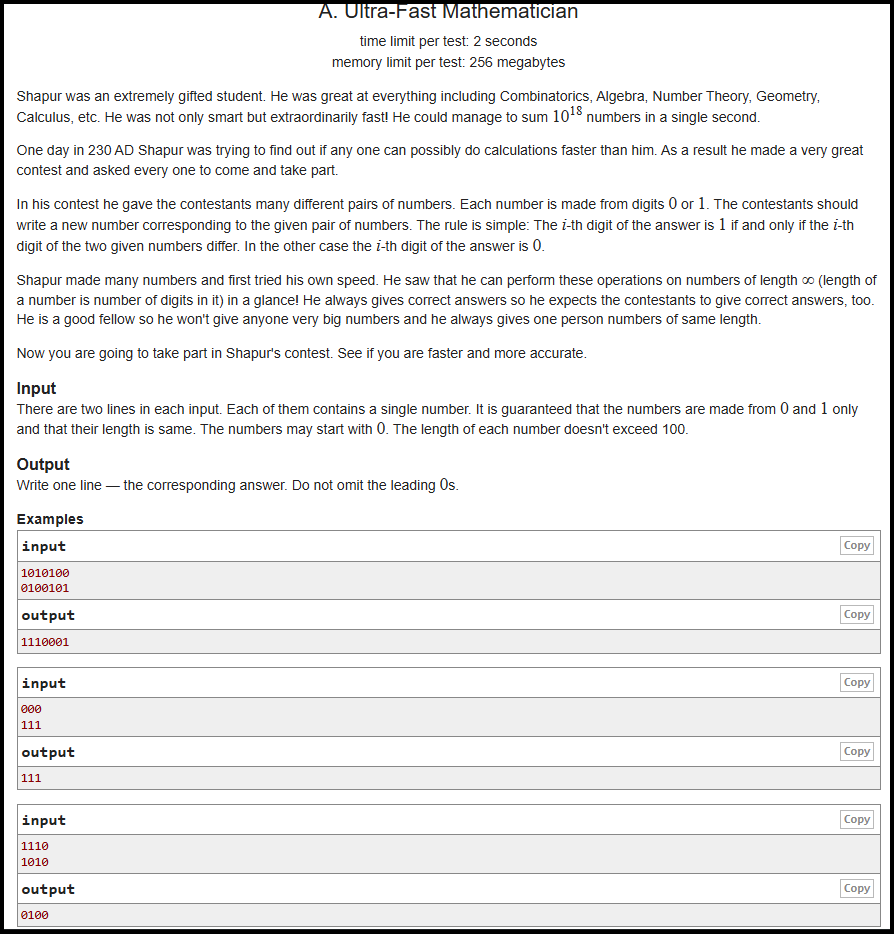 A. Ultra-Fast Mathematician
time limit per test: 2 seconds
memory limit per test: 256 megabytes
Shapur was an extremely gifted student. He was great at everything including Combinatorics, Algebra, Number Theory, Geometry,
Calculus, etc. He was not only smart but extraordinarily fast! He could manage to sum 10^18 numbers in a single second.
One day in 230 AD Shapur was trying to find out if any one can possibly do calculations faster than him. As a result he made a very great
contest and asked every one to come and take part.
In his contest he gave the contestants many different pairs of numbers. Each number is made from digits 0 or 1. The contestants should
write a new number corresponding to the given pair of numbers. The rule is simple: The i-th digit of the answer is 1 if and only if the i-th
digit of the two given numbers differ. In the other case the i-th digit of the answer is 0.
Shapur made many numbers and first tried his own speed. He saw that he can perform these operations on numbers of length ∞ (length of
a number is number of digits in it) in a glance! He always gives correct answers so he expects the contestants to give correct answers, too.
He is a good fellow so he won't give anyone very big numbers and he always gives one person numbers of same length.
Now you are going to take part in Shapur's contest. See if you are faster and more accurate.
Input
There are two lines in each input. Each of them contains a single number. It is guaranteed that the numbers are made from 0 and 1 only
and that their length is same. The numbers may start with 0. The length of each number doesn't exceed 100.
Output
Write one line — the corresponding answer. Do not omit the leading 0s.
Examples
input Copy
1010100
0100101
output Copy
1110001
input Copy
000
111
output Copy
111
input Copy
1110
1010
output Copy
0100